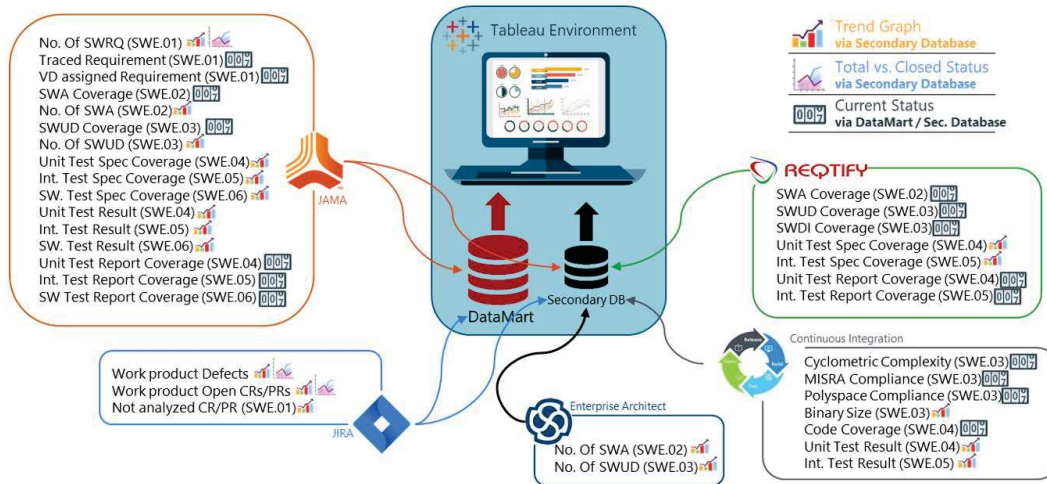 No. Of SWRQ (SWE.01)
Traced Requirement (SWE.01)
VD assigned Requirement (SWE.01)
SWA Coverage (SWE.02)
No. Of SWA (SWE.02)
SWUD Coverage (SWE.03)
No. Of SWUD (SWE.03)
Unit Test Spec Coverage (SWE.04)
Int. Test Spec Coverage (SWE.05)
SW. Test Spec Coverage (SWE.06)
Unit Test Result (SWE.04)
Int. Test Result (SWE.05)
SW. Test Result (SWE.06)
Unit Test Report Coverage (SWE.04)
Int. Test Report Coverage (SWE.05)
SW Test Report Coverage (SWE.06)
JAMA
Tableau Environment
DataMart
Secondary DB
Trend Graph
via Secondary Database
Total vs. Closed Status
via Secondary Database
Current Status
via DataMart / Sec. Database
REQTIFY
SWA Coverage (SWE.02)
SWUD Coverage (SWE.03)
SWDI Coverage (SWE.03)
Unit Test Spec Coverage (SWE.04)
Int. Test Spec Coverage (SWE.05)
Unit Test Report Coverage (SWE.04)
Int. Test Report Coverage (SWE.05)
Work product Defects
Work product Open CRs/PRs
Not analyzed CR/PR (SWE.01)
JIRA
Enterprise Architect
No. Of SWA (SWE.02)
No. Of SWUD (SWE.03)
Continuous Integration
Release
Build
Test
Cyclometric Complexity (SWE.03)
MISRA Compliance (SWE.03)
Polyspace Compliance (SWE.03)
Binary Size (SWE.03)
Code Coverage (SWE.04)
Unit Test Result (SWE.04)
Int. Test Result (SWE.05)